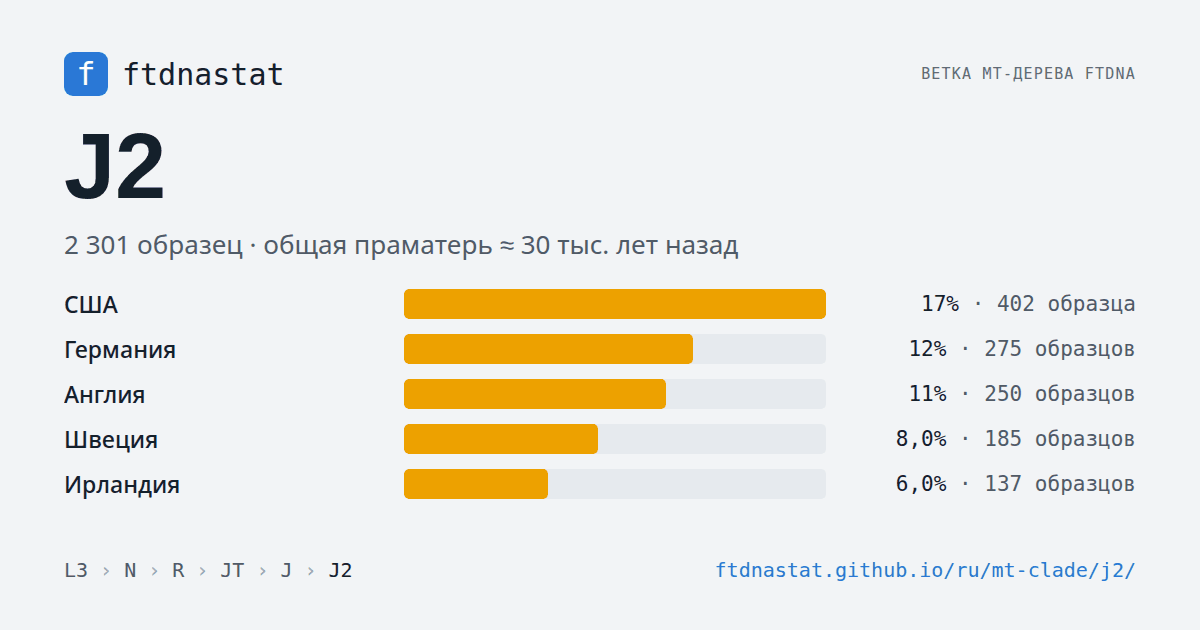 f ftdnastat
ВЕТКА МТ-ДЕРЕВА FTDNA
J2
2 301 образец · общая праматерь ≈ 30 тыс. лет назад
США 17% · 402 образца
Германия 12% · 275 образцов
Англия 11% · 250 образцов
Швеция 8,0% · 185 образцов
Ирландия 6,0% · 137 образцов
L3 › N › R › JT › J › J2
ftdnastat.github.io/ru/mt-clade/j2/